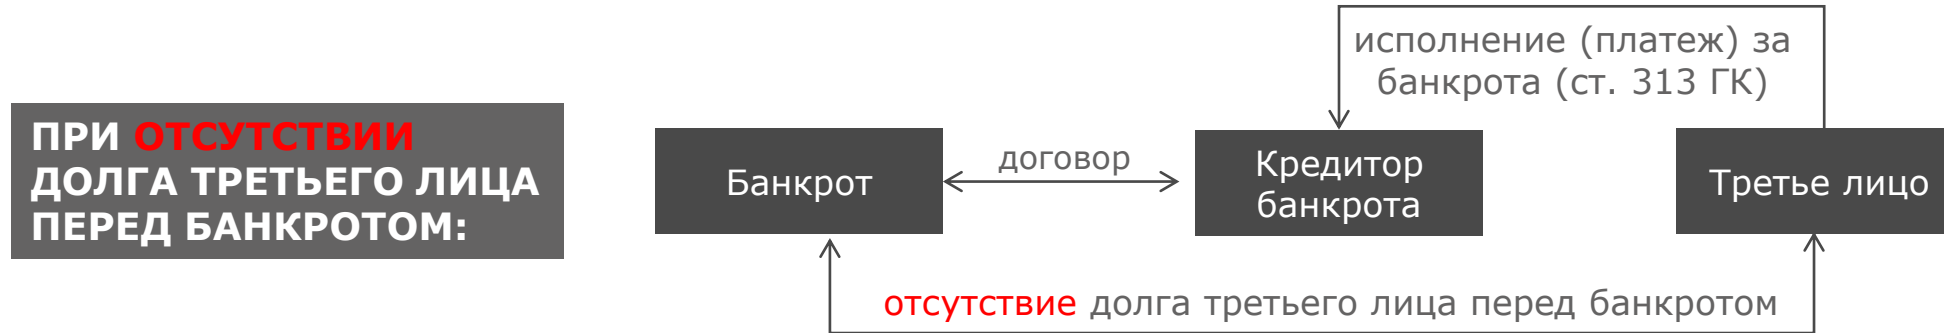 ПРИ ОТСУТСТВИИ
ДОЛГА ТРЕТЬЕГО ЛИЦА
ПЕРЕД БАНКРОТОМ:
исполнение (платеж) за
банкрота (ст. 313 ГК)
Банкрот
договор
Кредитор
банкрота
Третье лицо
отсутствие долга третьего лица перед банкротом